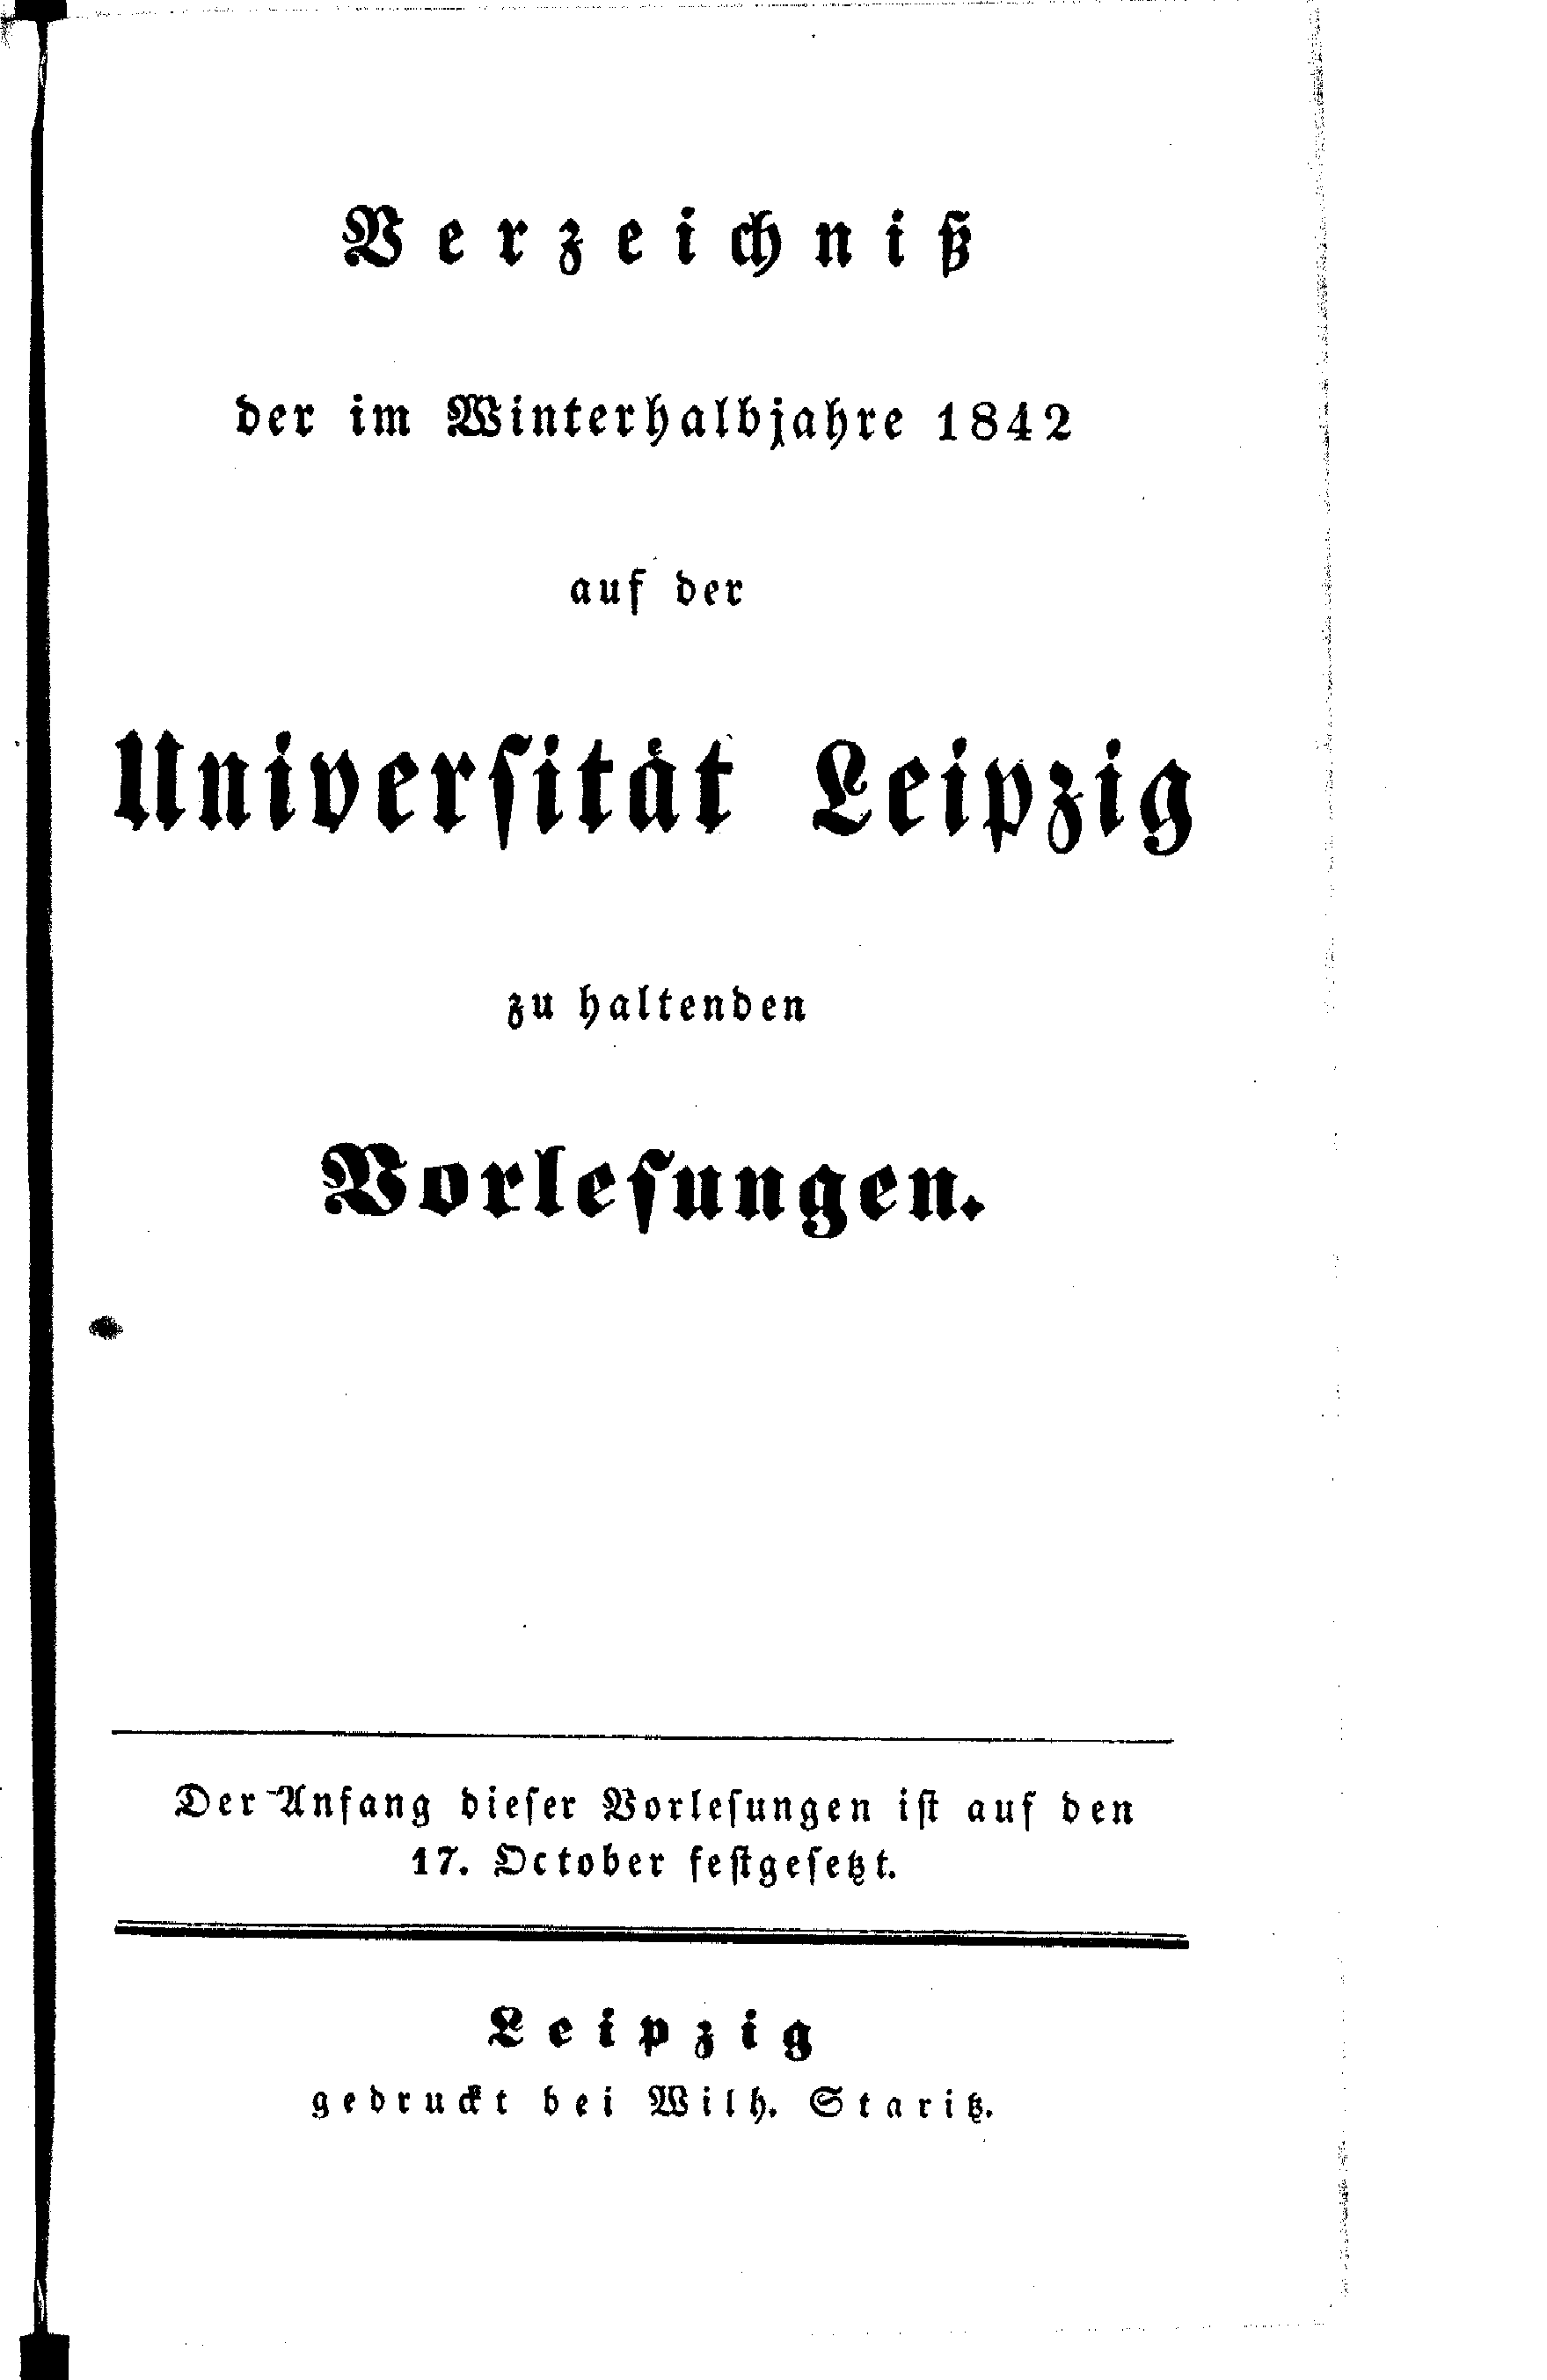 Verzeichniß
der im Winterhalbjahre 1842
auf der
Universität Leipzig
zu haltenden
Vorlesungen.
Der Anfang dieser Vorlesungen ist auf den
17. October festgesetzt.
Leipzig
gedruckt bei Wilh. Staritz.